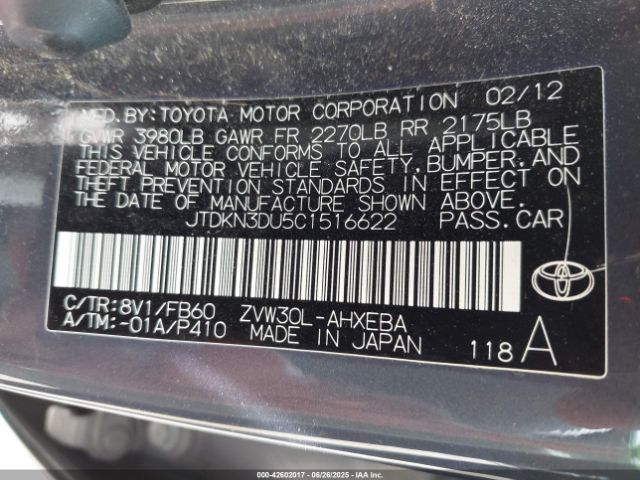 MFD. BY: TOYOTA MOTOR CORPORATION 02/12
GVWR 3980LB GAWR FR 2270LB RR 2175LB
THIS VEHICLE CONFORMS TO ALL APPLICABLE
FEDERAL MOTOR VEHICLE SAFETY, BUMPER, AND
THEFT PREVENTION STANDARDS IN EFFECT ON
THE DATE OF MANUFACTURE SHOWN ABOVE.
JTDKN3DU5C1516622 PASS. CAR
C/TR: 8V1/FB60 ZVW30L-AHXEBA
A/TM: -01A/P410 MADE IN JAPAN
118 A
000-42602017 - 06/26/2025 - IAA Vehicles